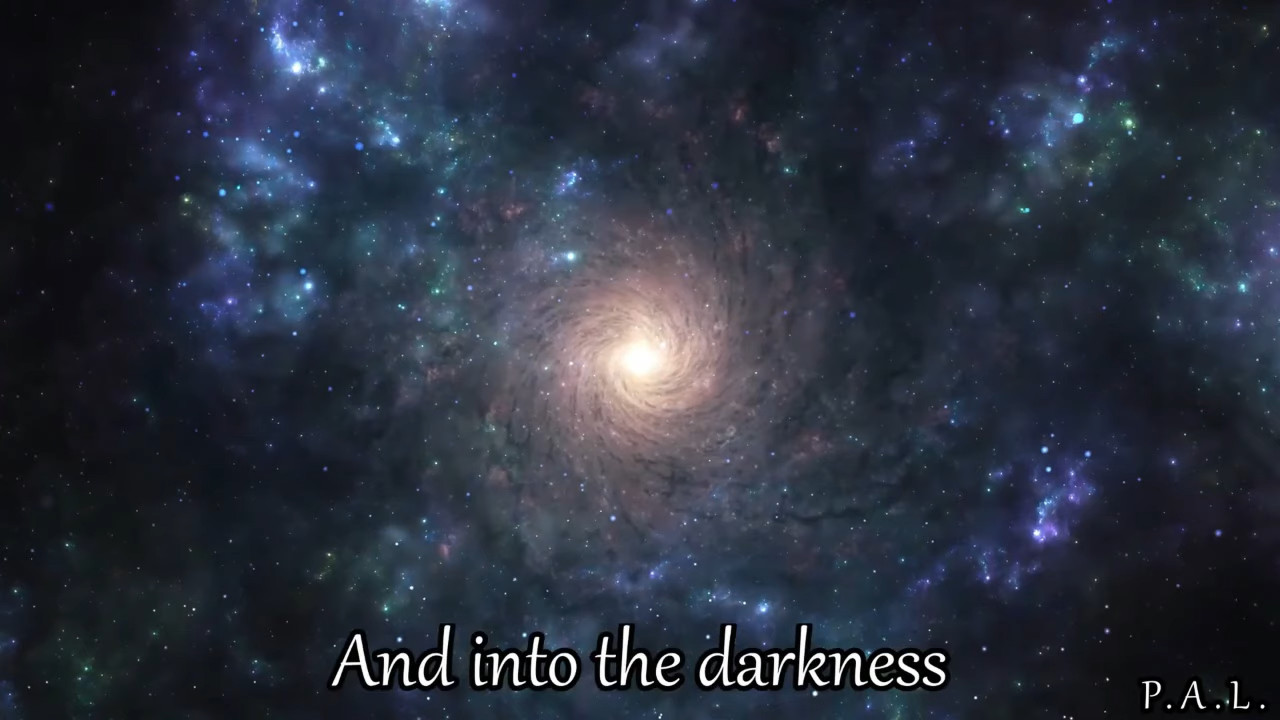 And into the darkness
P.A.L.